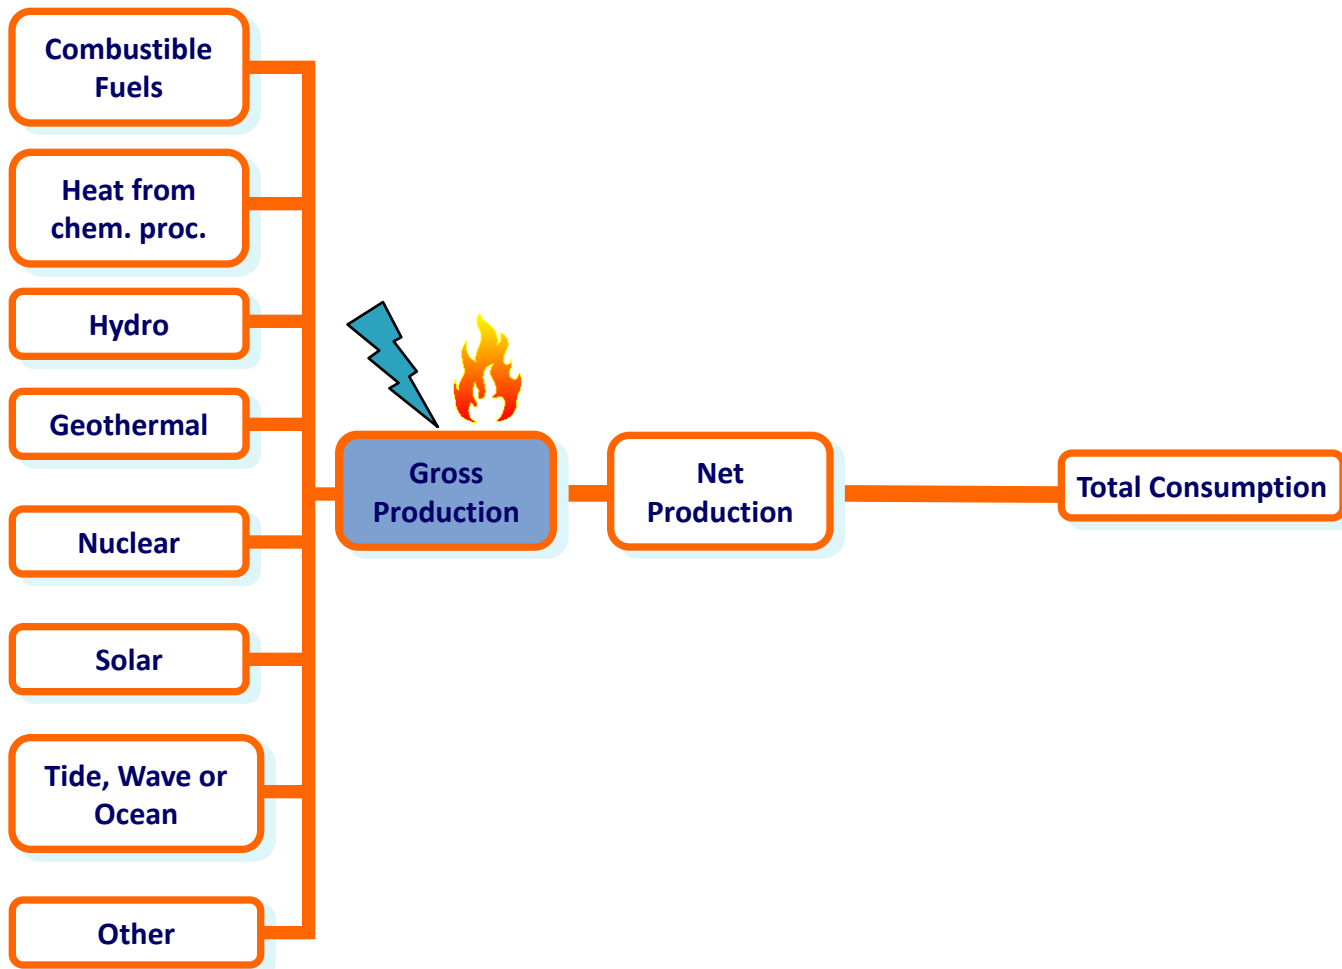 Combustible
Fuels
Heat from
chem. proc.
Hydro
Geothermal
Nuclear
Solar
Tide, Wave or
Ocean
Other
Gross
Production
Net
Production
Total Consumption